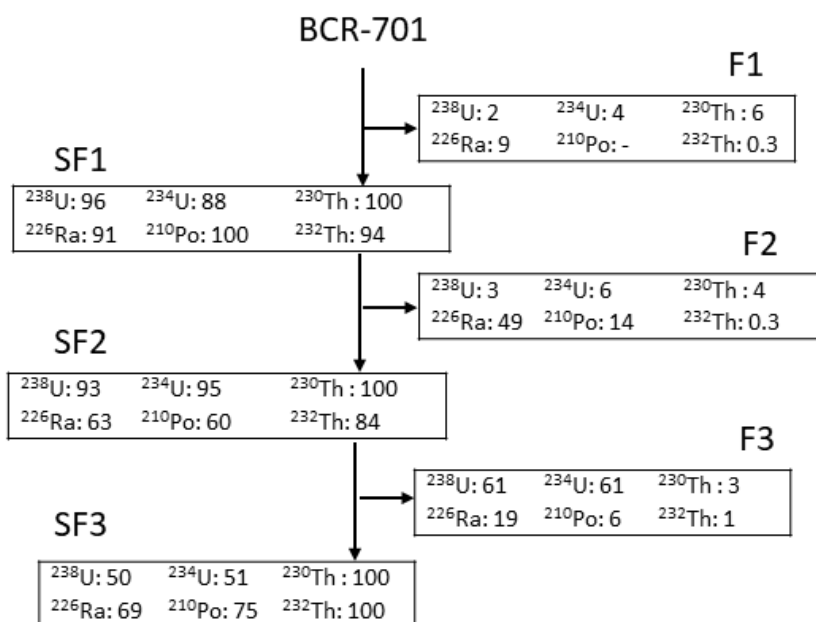 BCR-701
F1
²³⁸U: 2 ²³⁴U: 4 ²³⁰Th : 6
²²⁶Ra: 9 ²¹⁰Po: - ²³²Th: 0.3
SF1
²³⁸U: 96 ²³⁴U: 88 ²³⁰Th : 100
²²⁶Ra: 91 ²¹⁰Po: 100 ²³²Th: 94
F2
²³⁸U: 3 ²³⁴U: 6 ²³⁰Th : 4
²²⁶Ra: 49 ²¹⁰Po: 14 ²³²Th: 0.3
SF2
²³⁸U: 93 ²³⁴U: 95 ²³⁰Th : 100
²²⁶Ra: 63 ²¹⁰Po: 60 ²³²Th: 84
F3
²³⁸U: 61 ²³⁴U: 61 ²³⁰Th : 3
²²⁶Ra: 19 ²¹⁰Po: 6 ²³²Th: 1
SF3
²³⁸U: 50 ²³⁴U: 51 ²³⁰Th : 100
²²⁶Ra: 69 ²¹⁰Po: 75 ²³²Th: 100